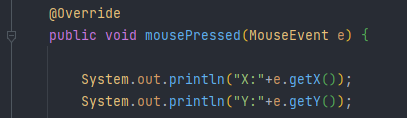 @Override
public void mousePressed(MouseEvent e) {
System.out.println("X:"+e.getX());
System.out.println("Y:"+e.getY());